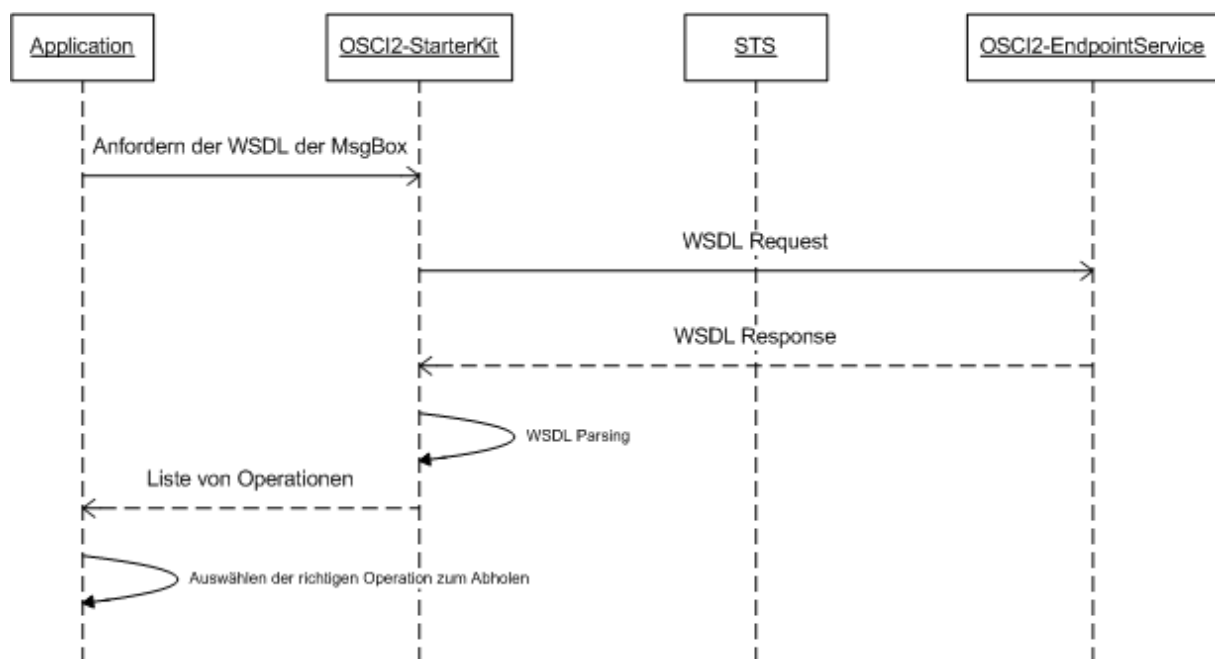 Application
OSCI2-StarterKit
STS
OSCI2-EndpointService
Anfordern der WSDL der MsgBox
WSDL Request
WSDL Response
WSDL Parsing
Liste von Operationen
Auswählen der richtigen Operation zum Abholen